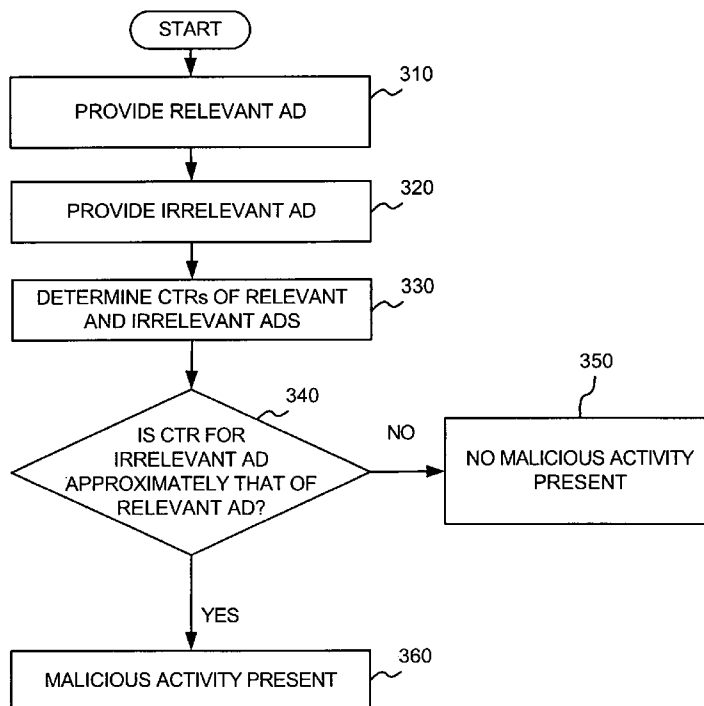 START
310
PROVIDE RELEVANT AD
320
PROVIDE IRRELEVANT AD
330
DETERMINE CTRs OF RELEVANT
AND IRRELEVANT ADS
340
IS CTR FOR
IRRELEVANT AD
APPROXIMATELY THAT OF
RELEVANT AD?
NO
350
NO MALICIOUS ACTIVITY
PRESENT
YES
360
MALICIOUS ACTIVITY PRESENT